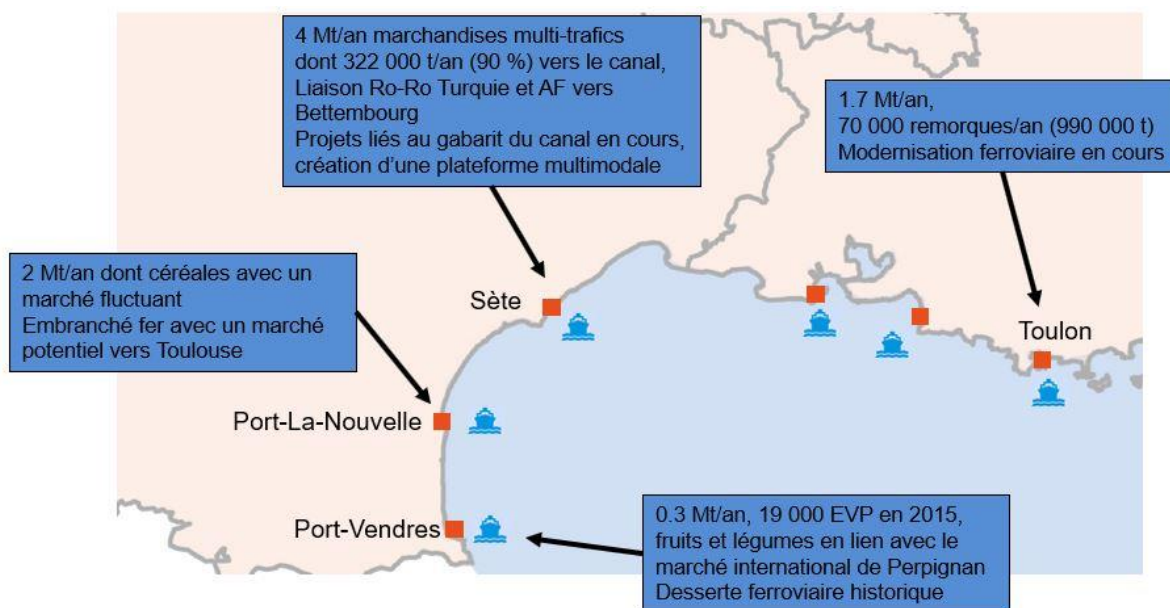 4 Mt/an marchandises multi-trafics
dont 322 000 t/an (90 %) vers le canal,
Liaison Ro-Ro Turquie et AF vers
Bettembourg
Projets liés au gabarit du canal en cours,
création d’une plateforme multimodale
1.7 Mt/an,
70 000 remorques/an (990 000 t)
Modernisation ferroviaire en cours
2 Mt/an dont céréales avec un
marché fluctuant
Embranché fer avec un marché
potentiel vers Toulouse
Sète
Toulon
Port-La-Nouvelle
Port-Vendres
0.3 Mt/an, 19 000 EVP en 2015,
fruits et légumes en lien avec le
marché international de Perpignan
Desserte ferroviaire historique